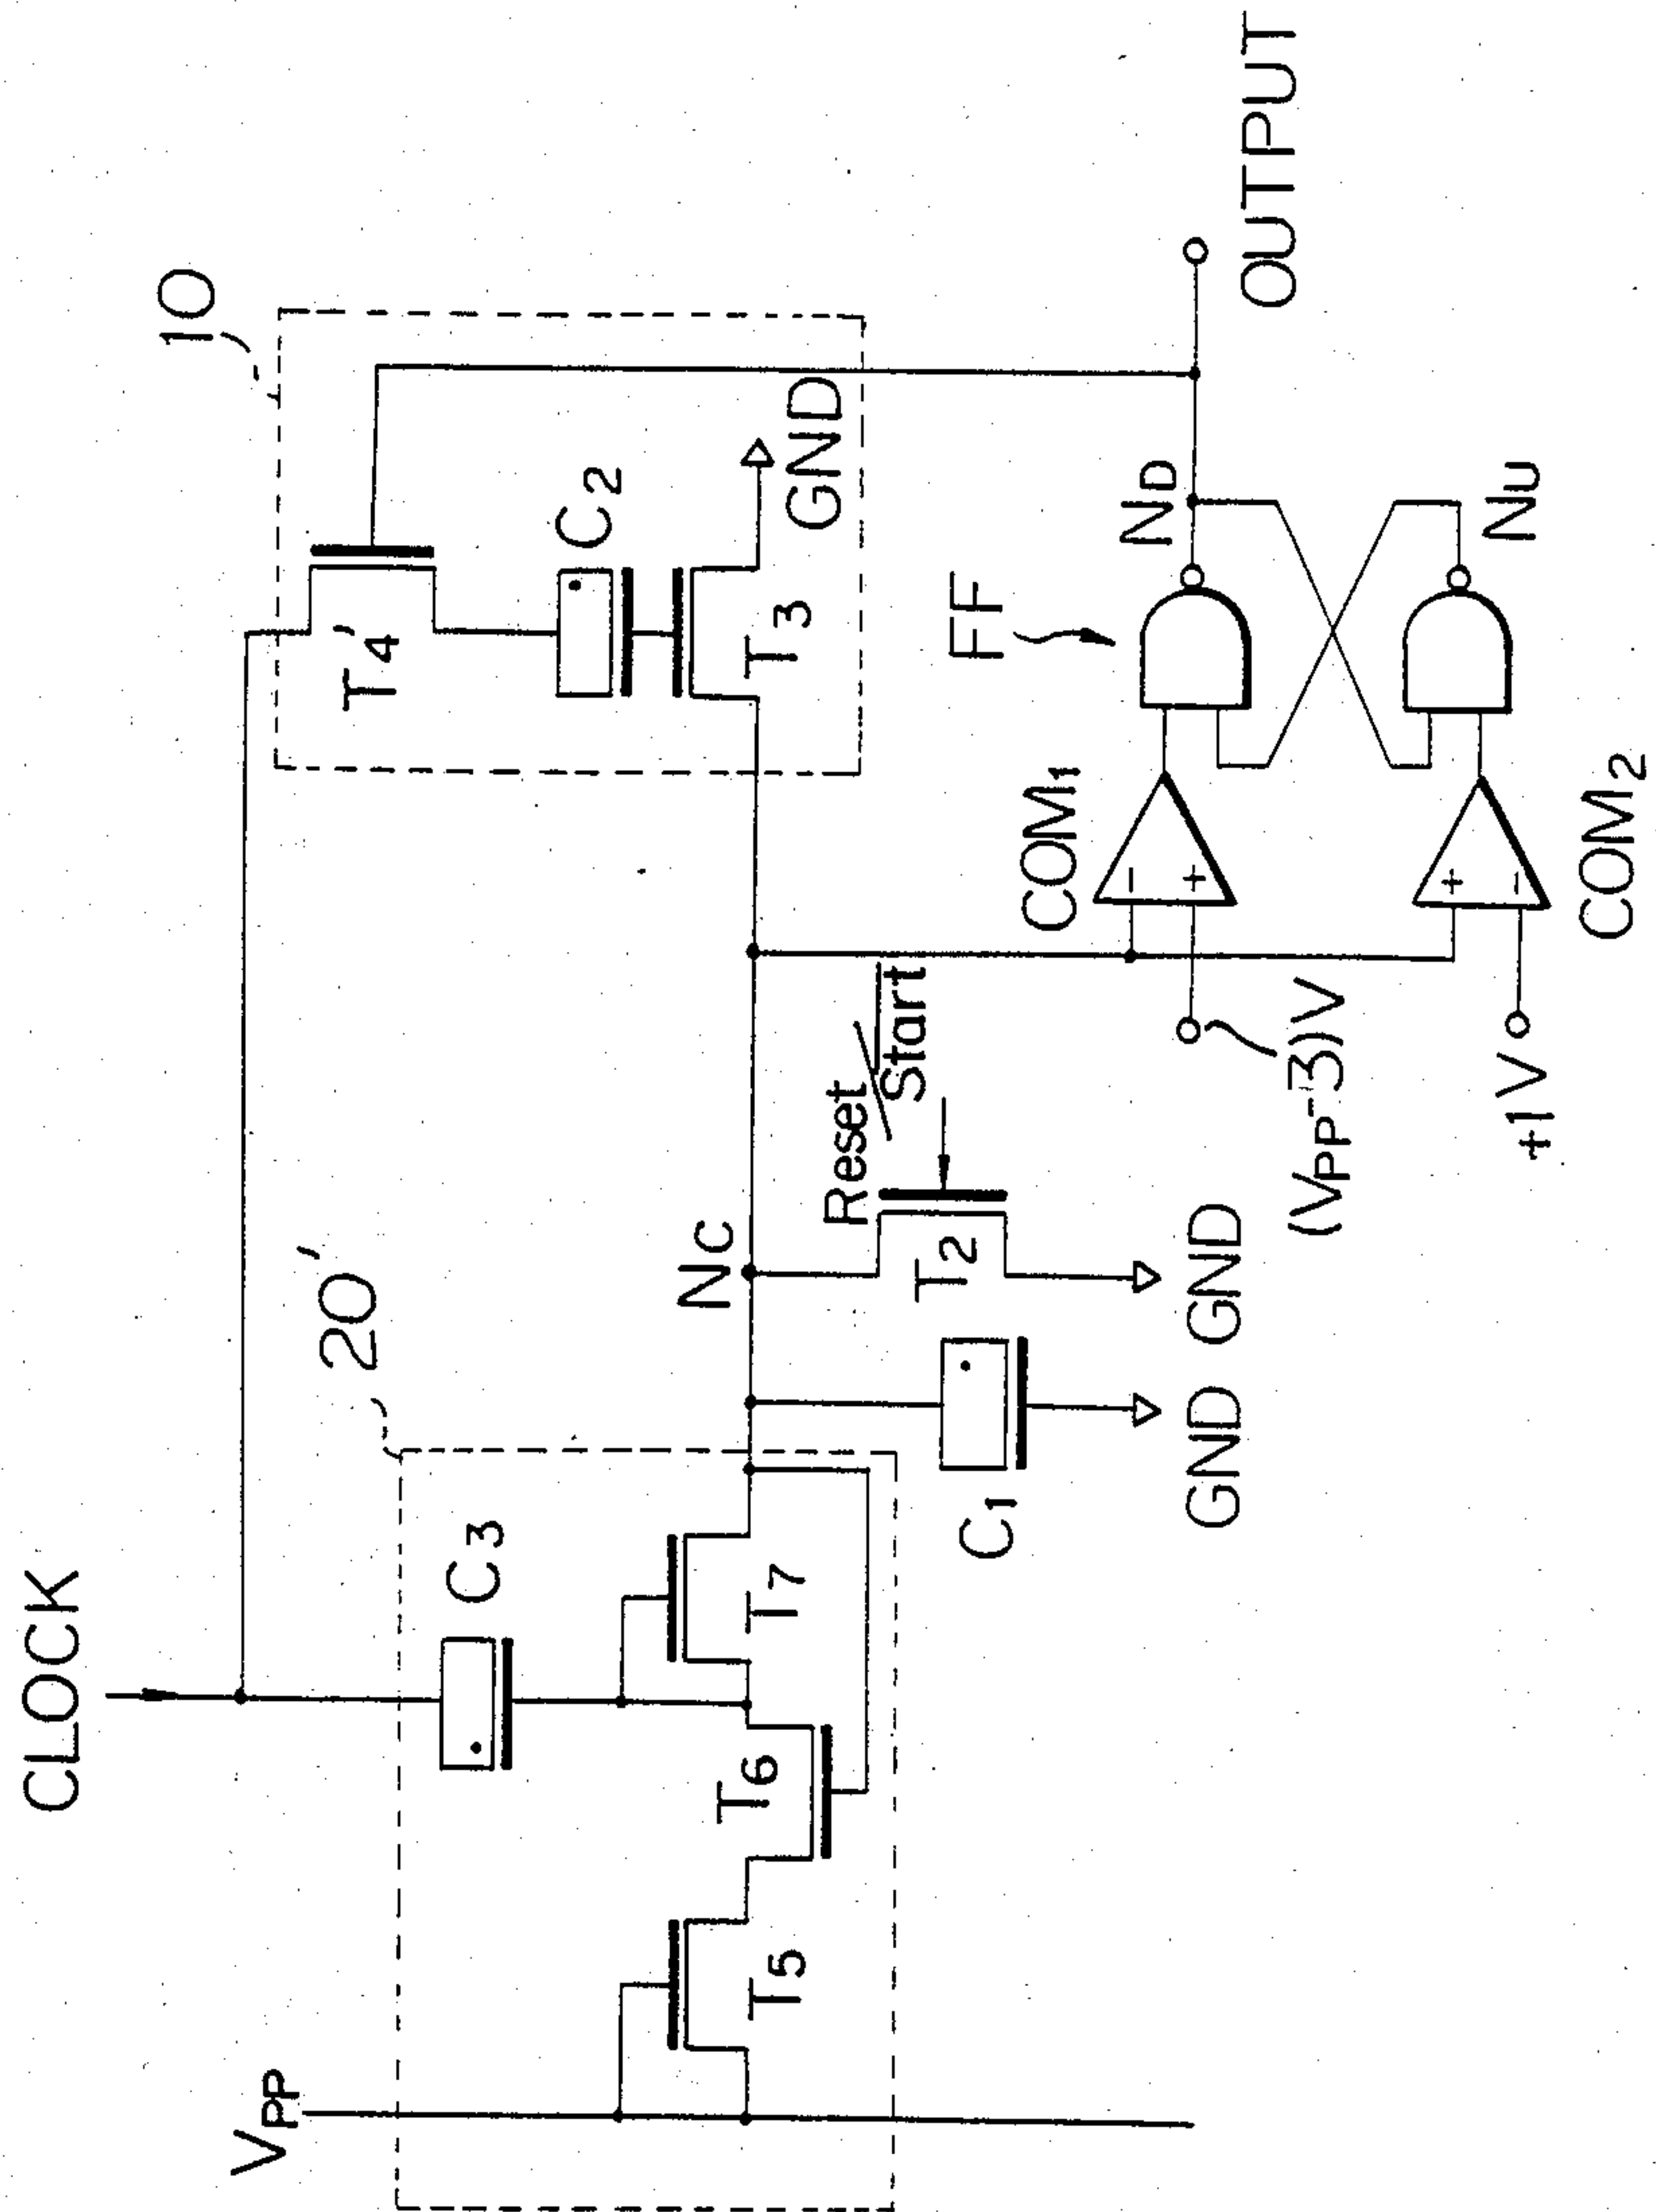 CLOCK
10
20'
VPP
C3
T4'
C2
T3
GND
T5
T6
T7
NC
Reset/Start
T2
C1
GND
GND
FF
ND
NU
COM1
COM2
(VPP-3)V
+1V
-
+
+
-
OUTPUT